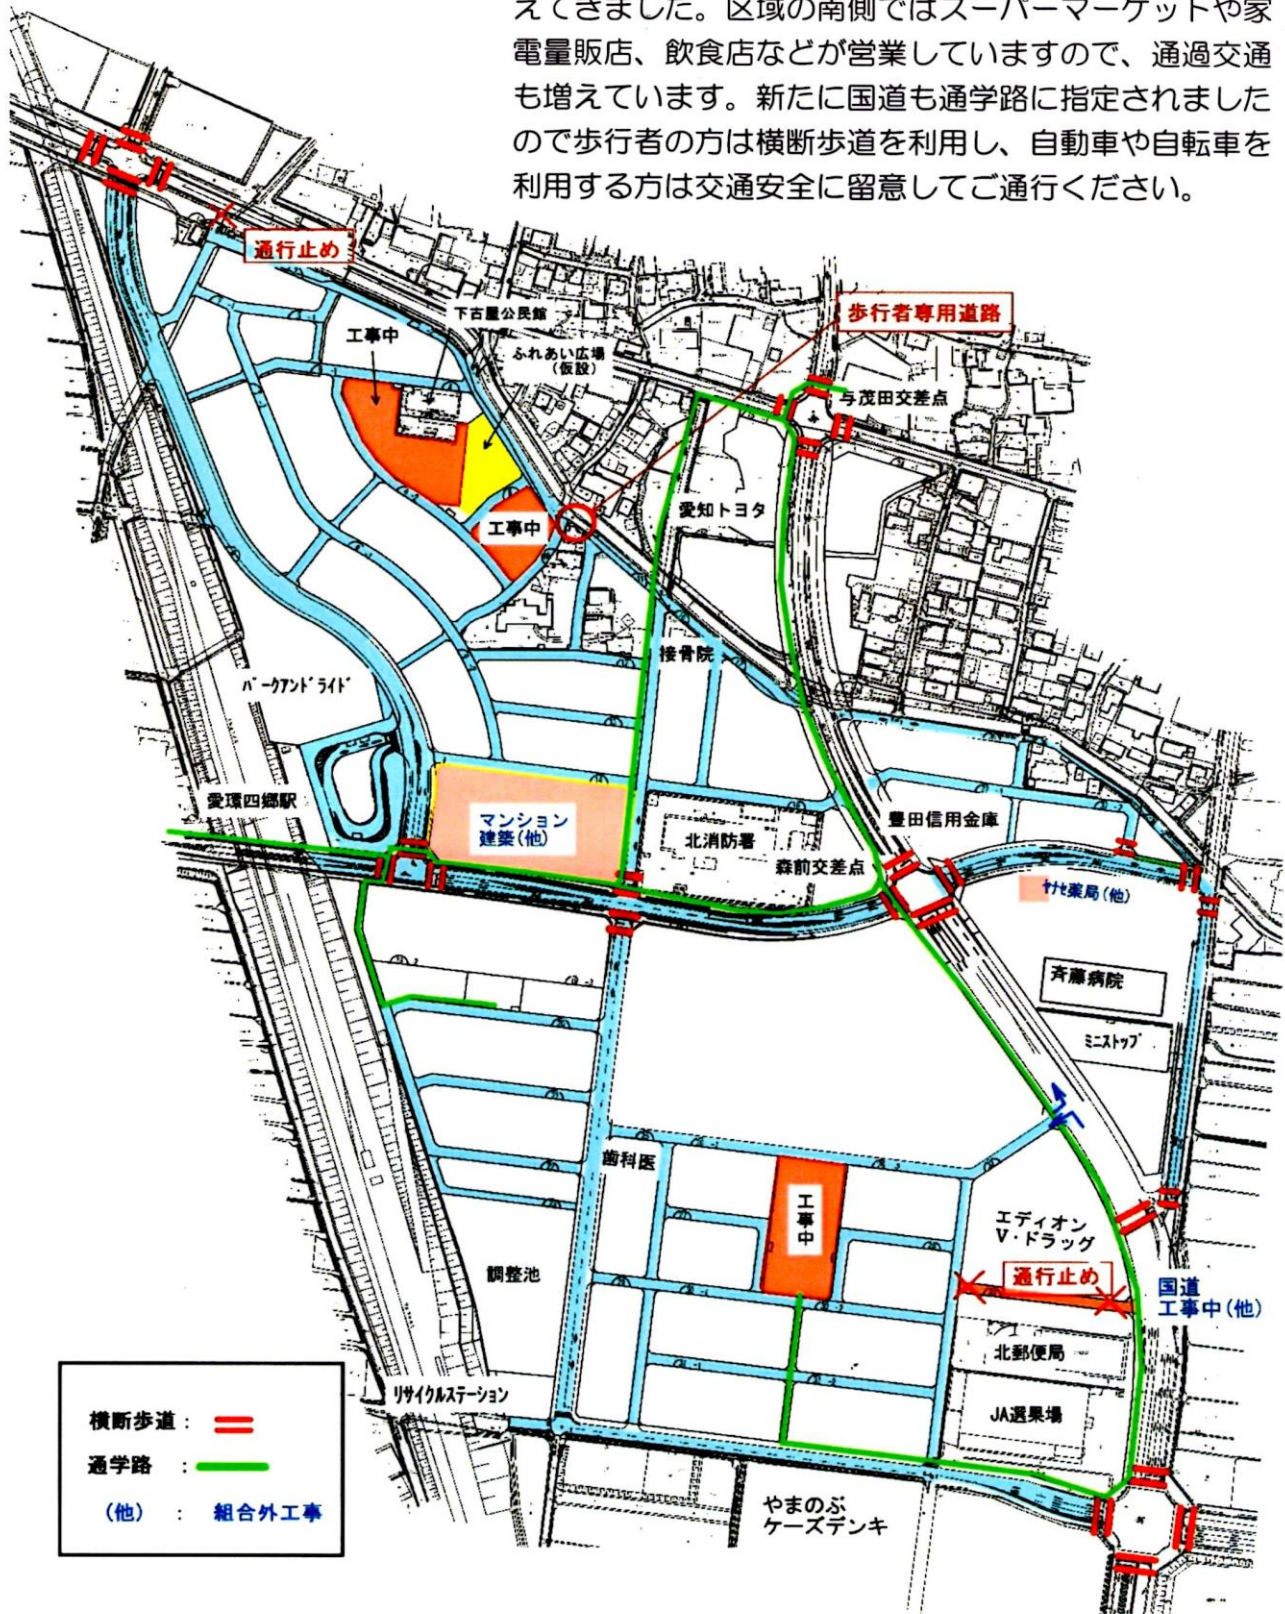 えてきました。区域の南側ではスーパーマーケットや家
電量販店、飲食店などが営業していますので、通過交通
も増えています。新たに国道も通学路に指定されました
ので歩行者の方は横断歩道を利用し、自動車や自転車を
利用する方は交通安全に留意してご通行ください。
通行止め
下古屋公民館
歩行者専用道路
工事中
ふれあい広場
(仮設)
与茂田交差点
愛知トヨタ
工事中
接骨院
パークアンドライド
愛環四郷駅
マンション
建築(他)
北消防署
豊田信用金庫
森前交差点
ヤナセ薬局(他)
斉藤病院
ミニストップ
歯科医
工事中
エディオン
V・ドラッグ
調整池
通行止め
国道
工事中(他)
北郵便局
リサイクルステーション
JA選果場
横断歩道:
通学路 :
(他) : 組合外工事
やまのぶ
ケーズデンキ